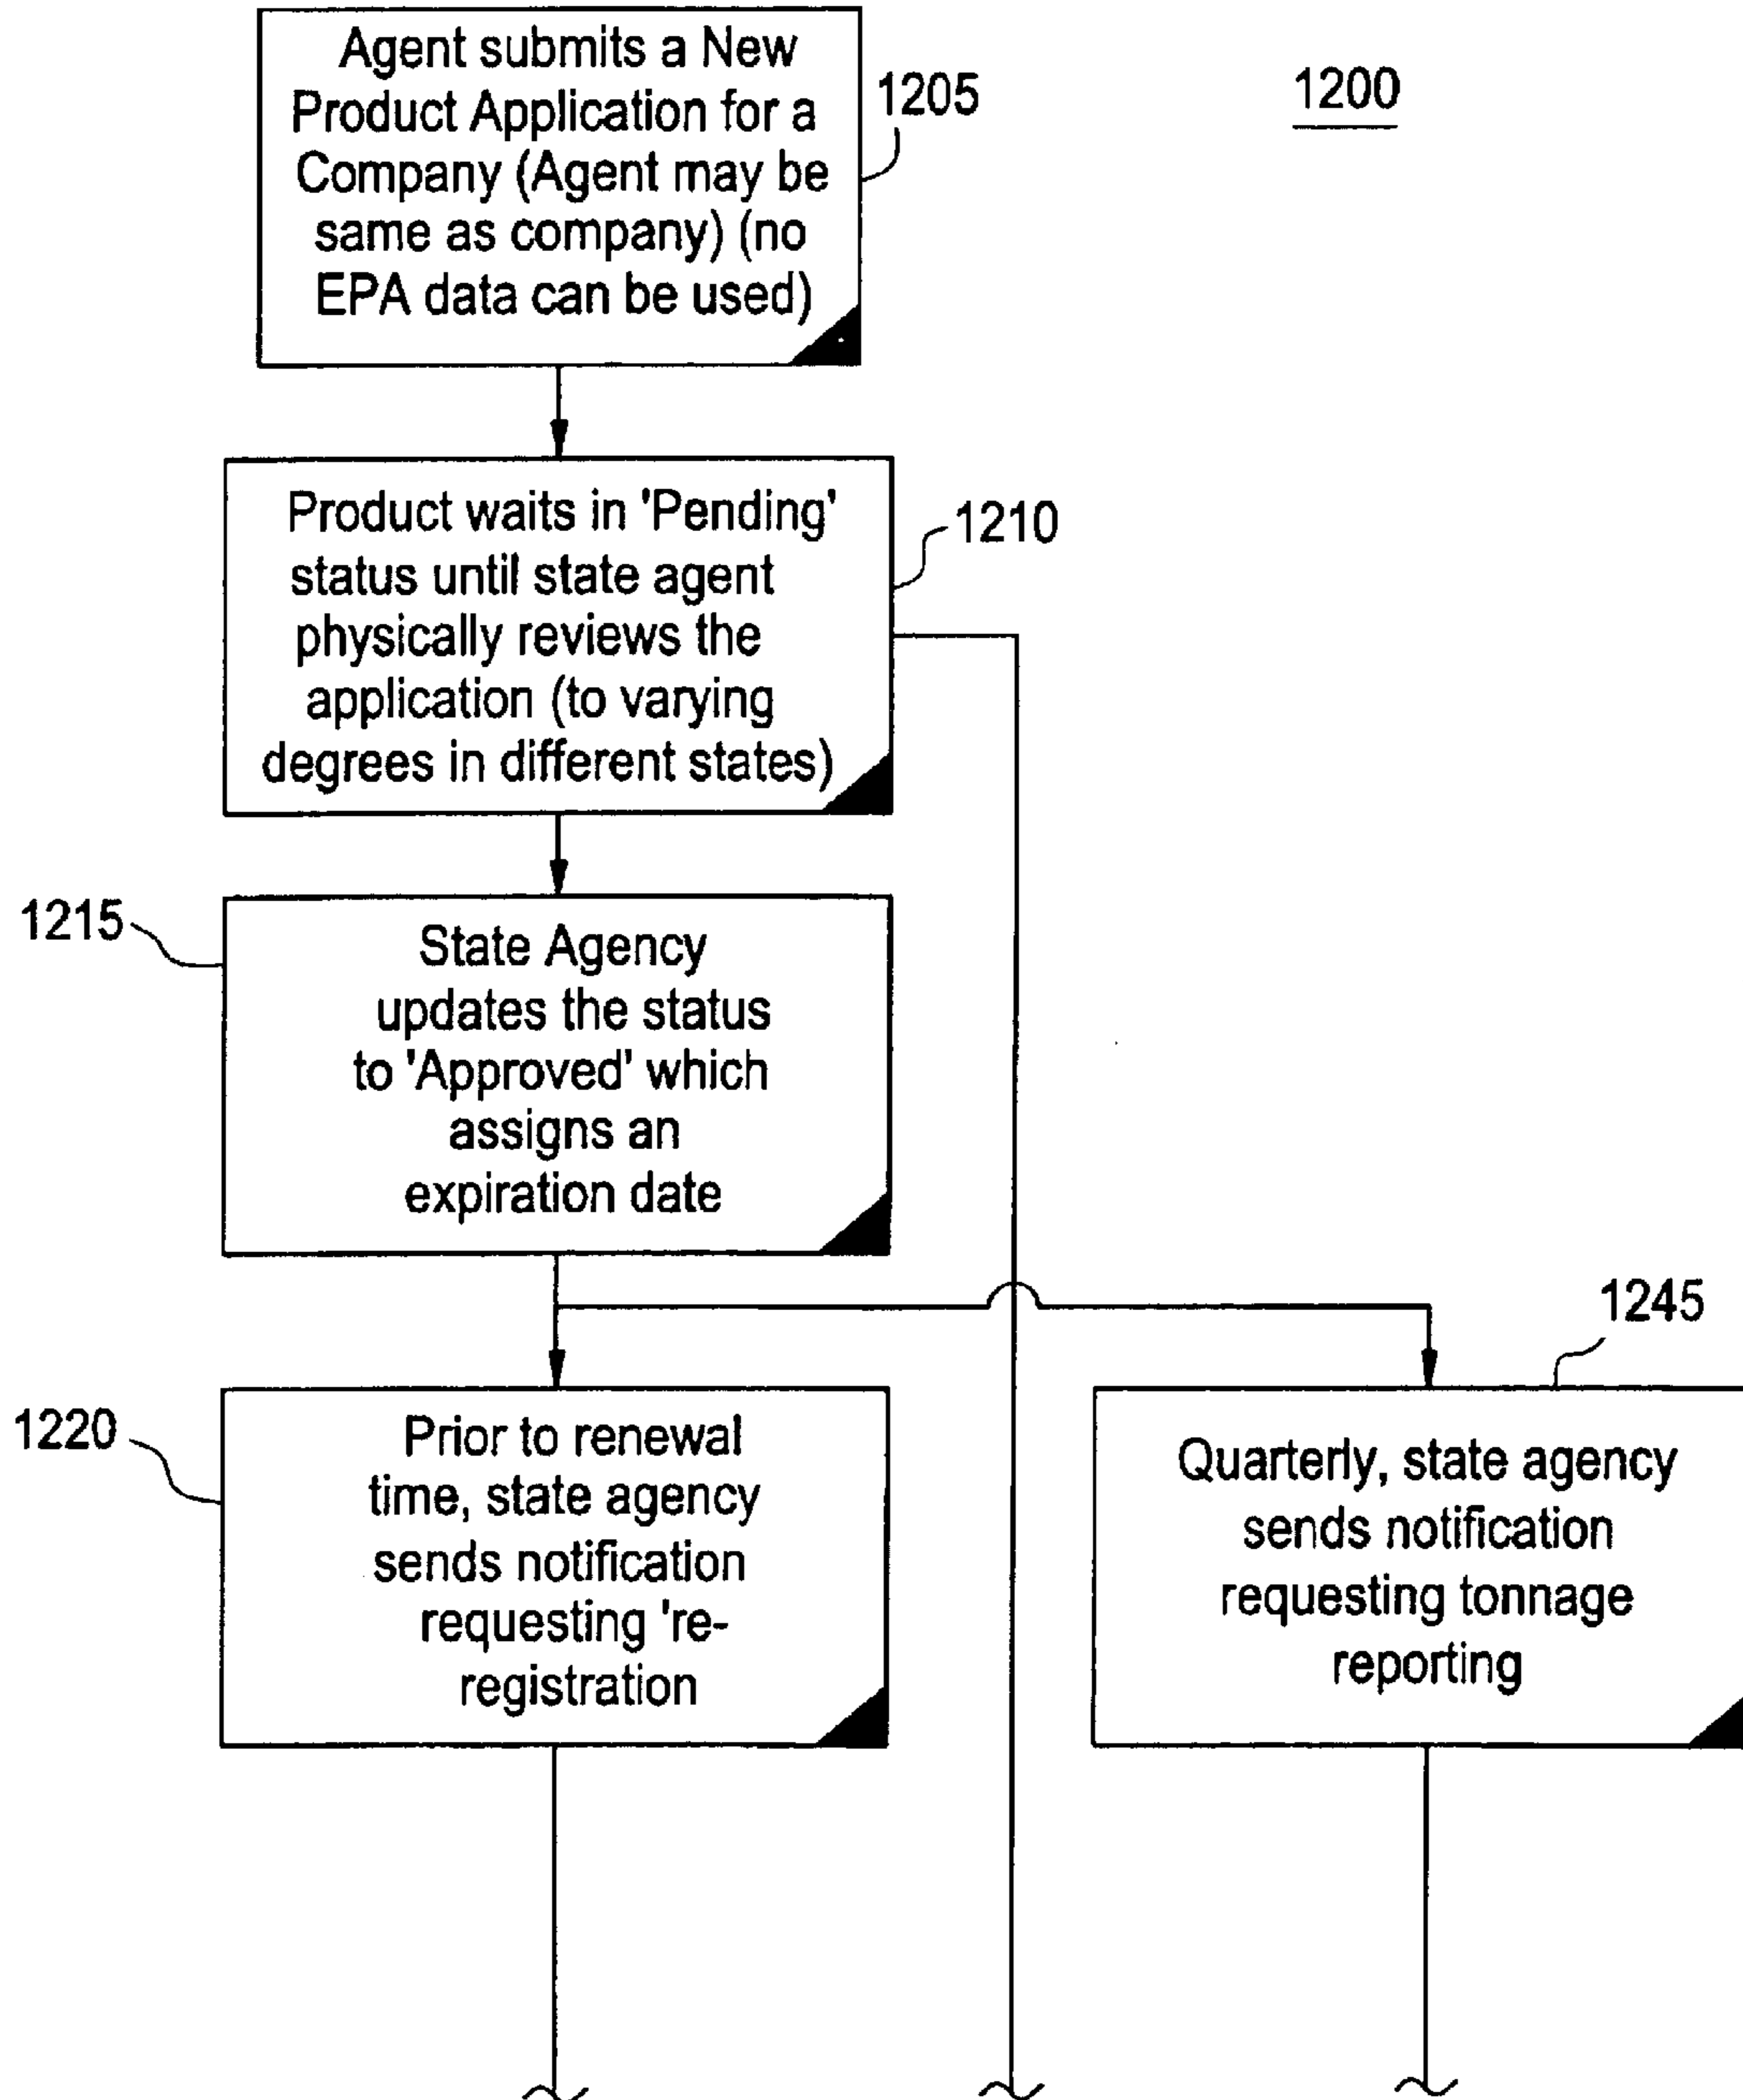 Agent submits a New
Product Application for a
Company (Agent may be
same as company) (no
EPA data can be used)
1205
1200
Product waits in 'Pending'
status until state agent
physically reviews the
application (to varying
degrees in different states)
1210
1215
State Agency
updates the status
to 'Approved' which
assigns an
expiration date
1220
Prior to renewal
time, state agency
sends notification
requesting 're-
registration
1245
Quarterly, state agency
sends notification
requesting tonnage
reporting